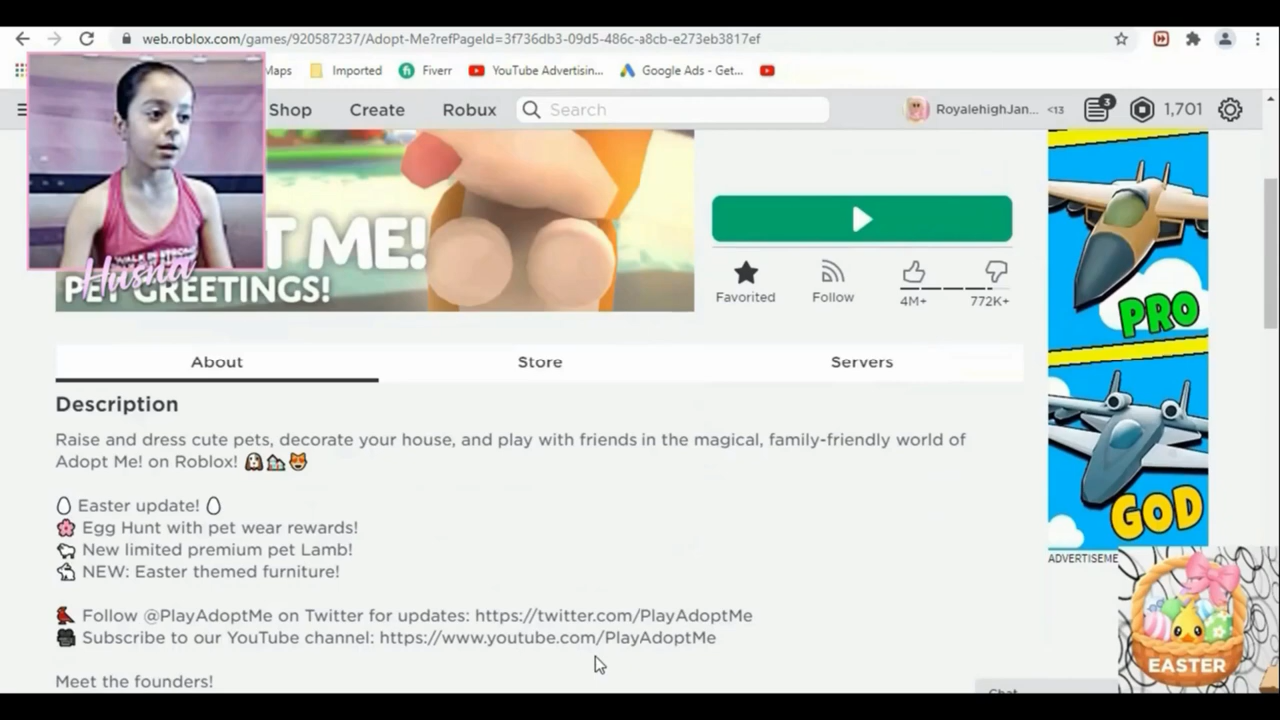 web.roblox.com/games/920587237/Adopt-Me?refPageId=3f736db3-09d5-486c-a8cb-e273eb3817ef
Maps Imported Fiverr YouTube Advertisin... Google Ads - Get...
Shop Create Robux Search RoyalehighJan... <13 3 1,701
T ME!
Husna
PET GREETINGS!
Favorited Follow 4M+ 772K+
PRO
About Store Servers
Description
Raise and dress cute pets, decorate your house, and play with friends in the magical, family-friendly world of
Adopt Me! on Roblox!
Easter update!
Egg Hunt with pet wear rewards!
New limited premium pet Lamb!
NEW: Easter themed furniture!
GOD
ADVERTISEME
Follow @PlayAdoptMe on Twitter for updates: https://twitter.com/PlayAdoptMe
Subscribe to our YouTube channel: https://www.youtube.com/PlayAdoptMe
EASTER
Meet the founders!
Chat